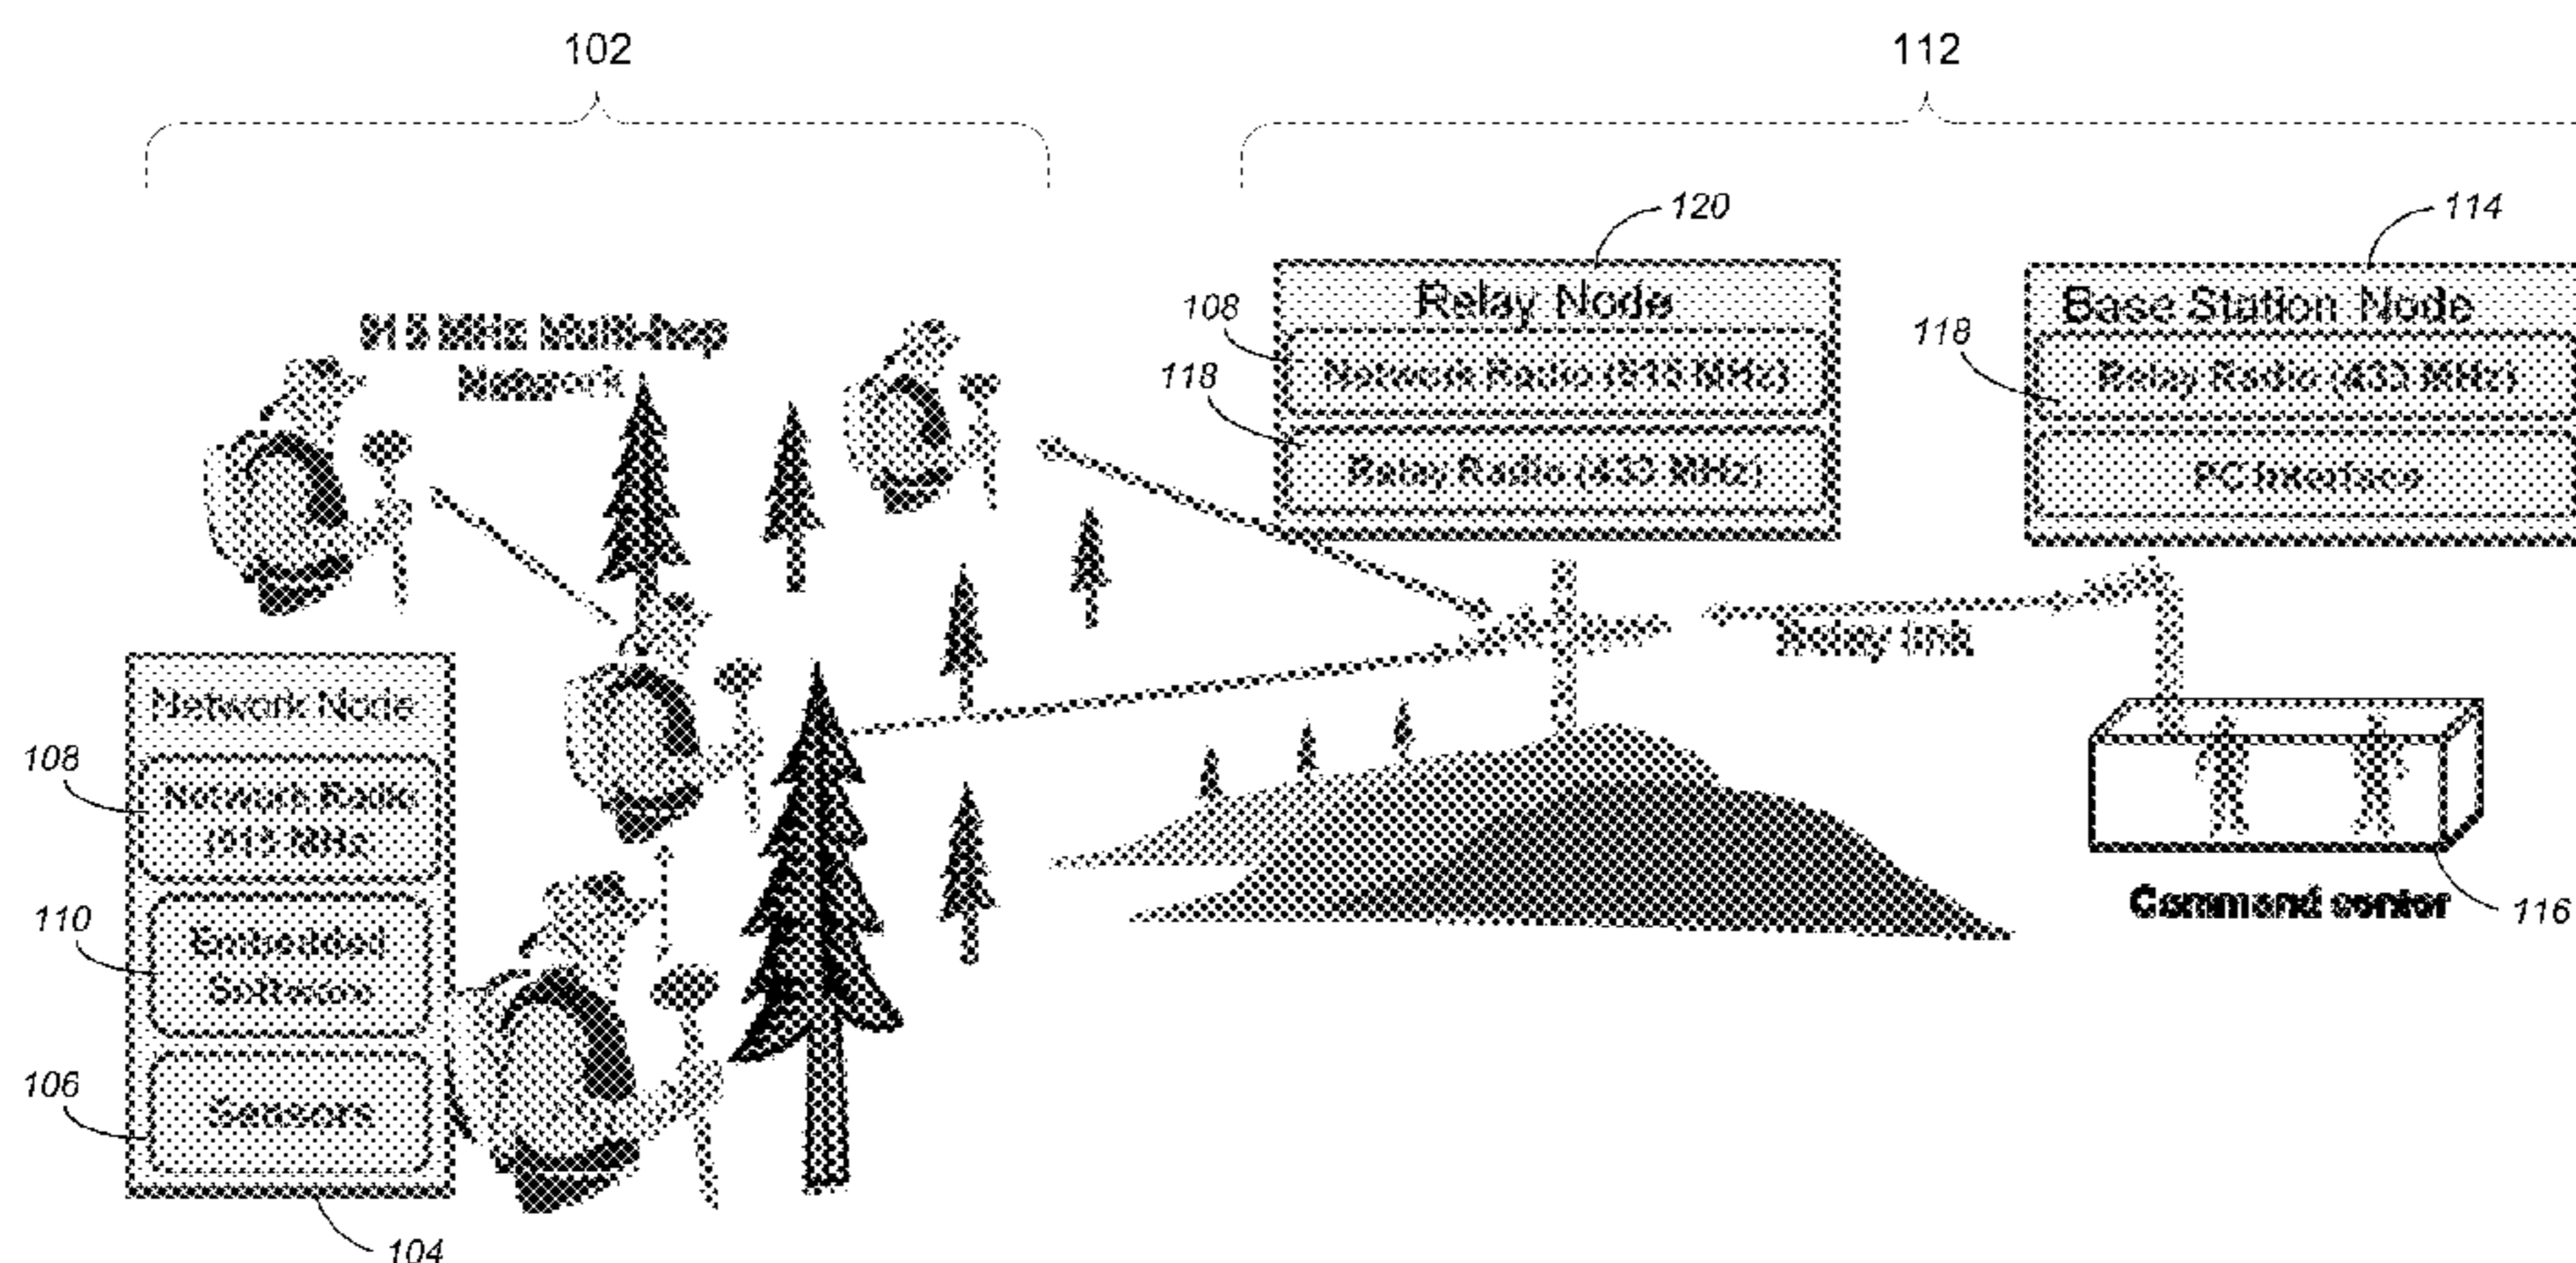 102
112
120
114
915 MHz Multi-hop
Network
108
Relay Node
Network Radio (915 MHz)
118
Relay Radio (433 MHz)
118
Base Station Node
Relay Radio (433 MHz)
PC Interface
Relay link
Network Node
108
Network Radio
(915 MHz
110
Embedded
Software
106
Sensors
104
Command center
116